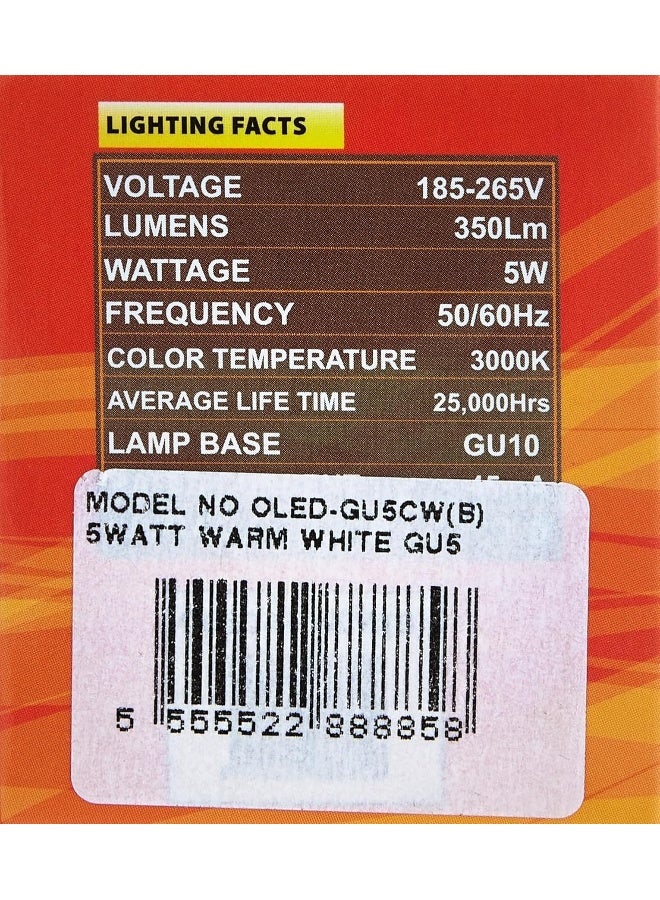 LIGHTING FACTS
VOLTAGE 185-265V
LUMENS 350Lm
WATTAGE 5W
FREQUENCY 50/60Hz
COLOR TEMPERATURE 3000K
AVERAGE LIFE TIME 25,000Hrs
LAMP BASE GU10
MODEL NO OLED-GU5CW(B)
5WATT WARM WHITE GU5
5 555522 888858